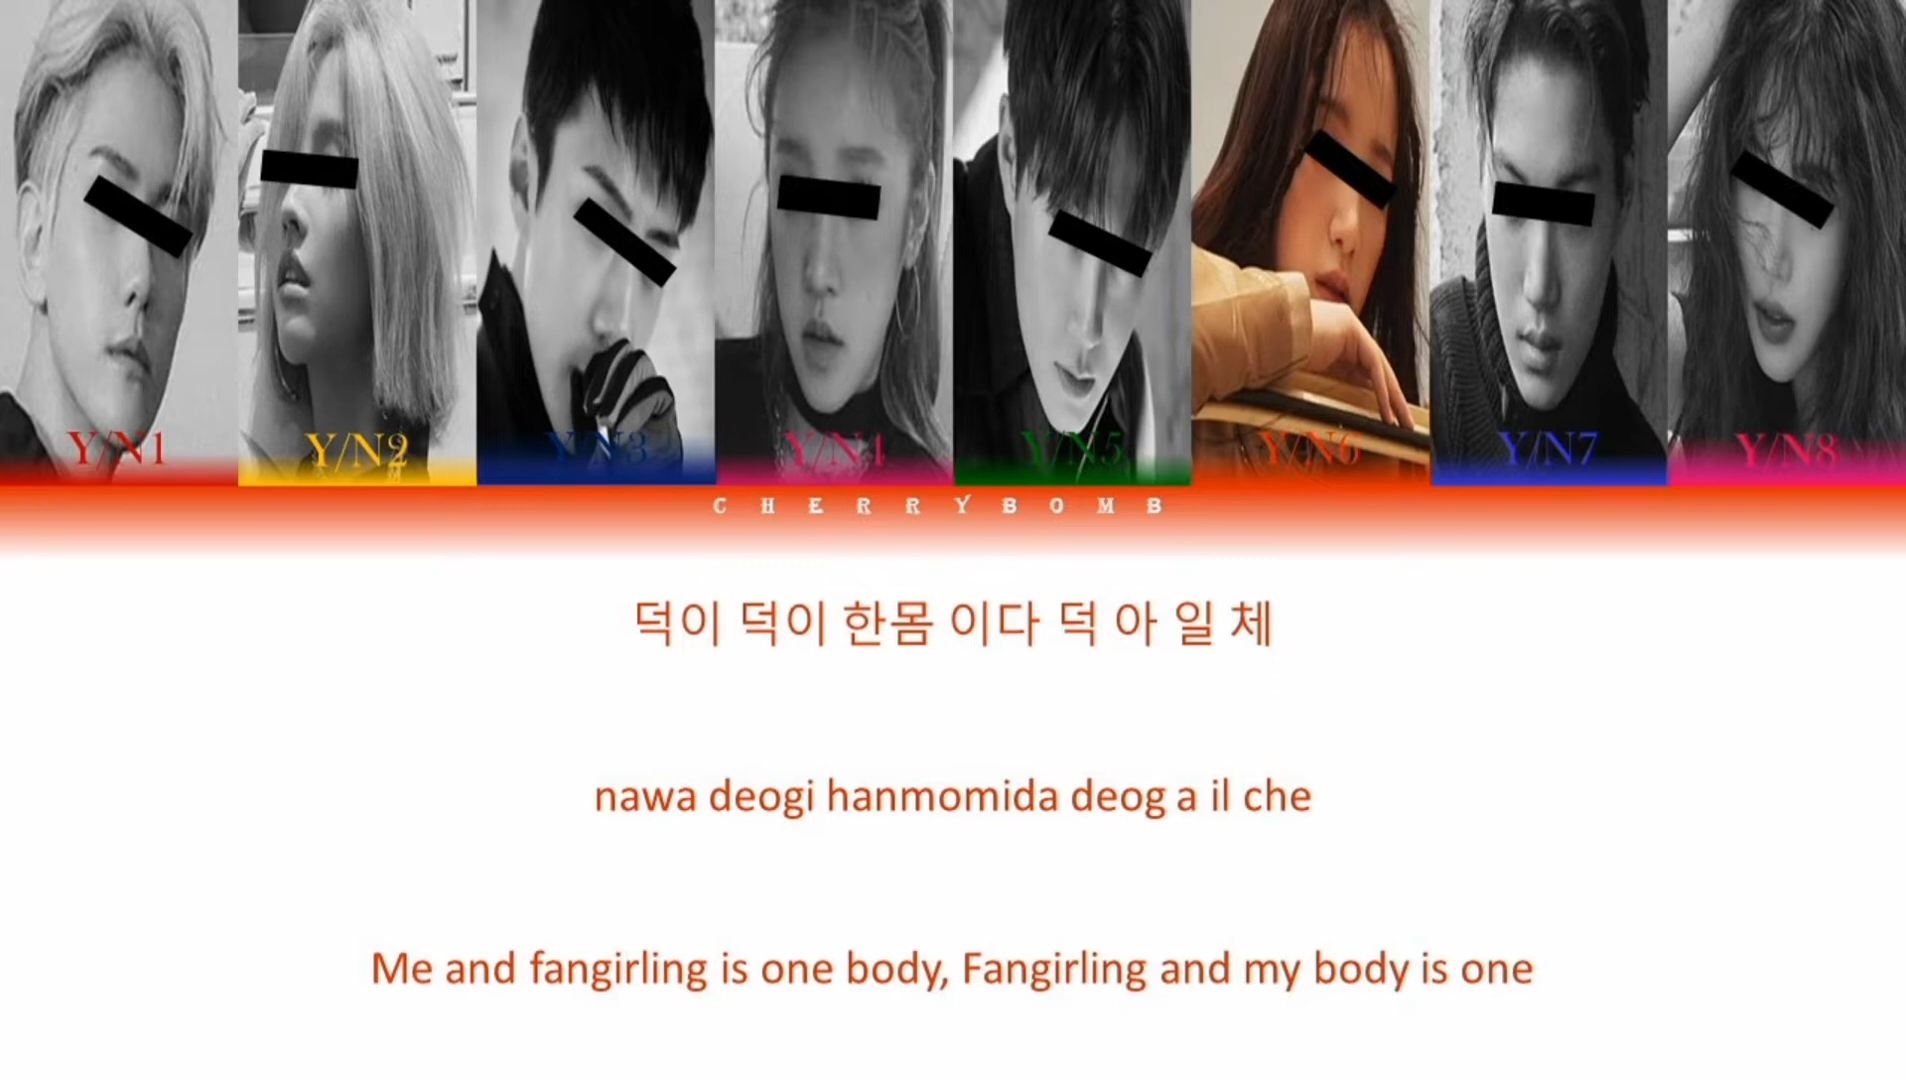 Y/N1 Y/N2 Y/N3 Y/N4 Y/N5 Y/N6 Y/N7 Y/N8
CHERRYBOMB
덕이 덕이 한몸 이다 덕 아 일 체
nawa deogi hanmomida deog a il che
Me and fangirling is one body, Fangirling and my body is one